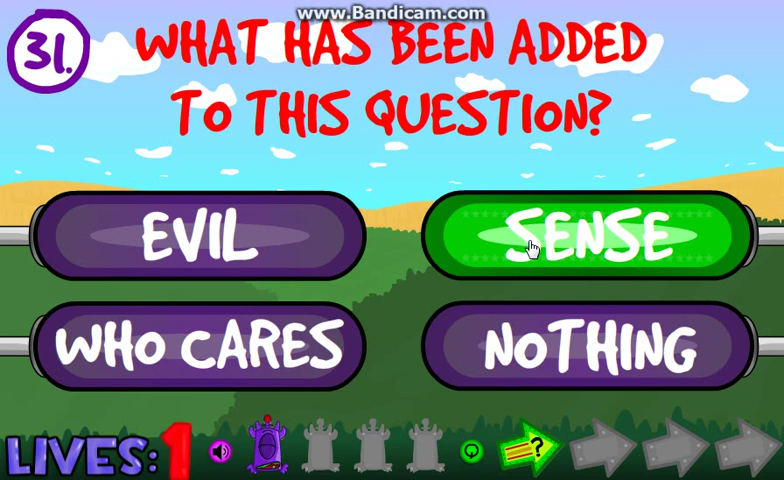 www.Bandicam.com
31.
WHAT HAS BEEN ADDED
TO THIS QUESTION?
EVIL
SENSE
WHO CARES
NOTHING
LIVES: 1
?